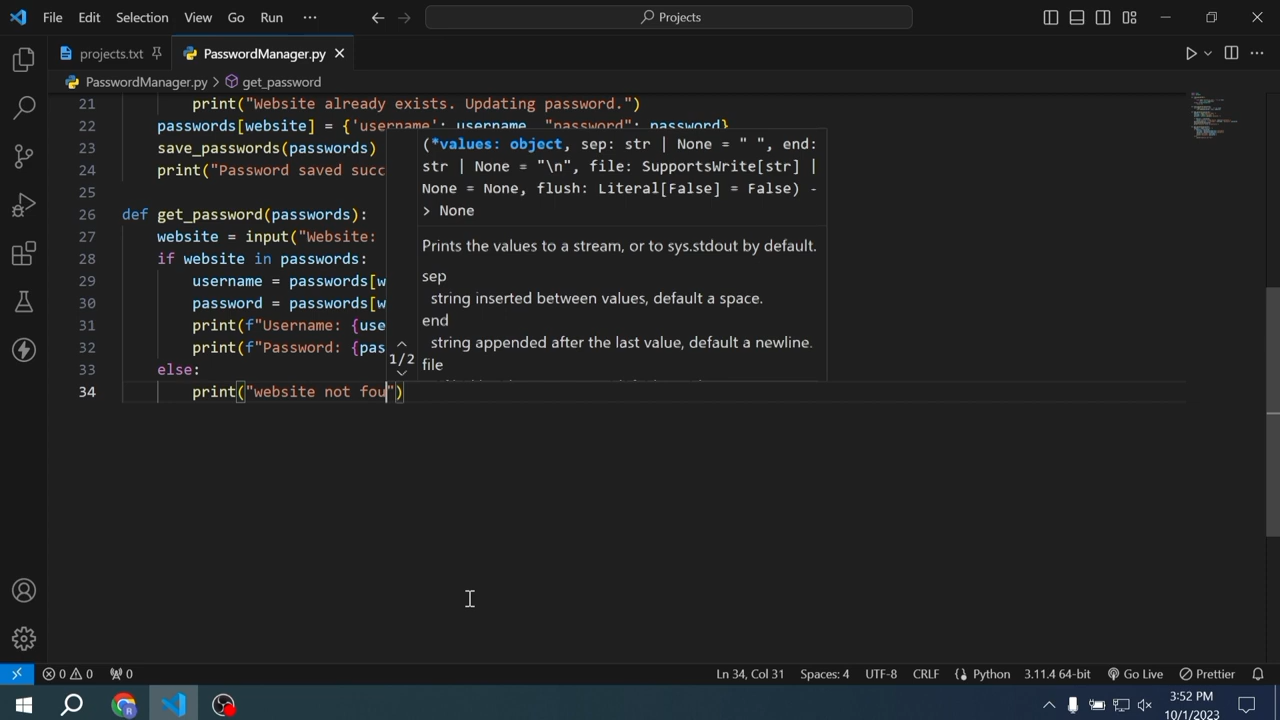 File Edit Selection View Go Run ··· Projects
projects.txt PasswordManager.py
PasswordManager.py > get_password
21 print("Website already exists. Updating password.")
22 passwords[website] = {'username': username, "password": password}
23 save_passwords(passwords)
24 print("Password saved succ
25
26 def get_password(passwords):
27 website = input("Website:
28 if website in passwords:
29 username = passwords[w
30 password = passwords[w
31 print(f"Username: {use
32 print(f"Password: {pas
33 else:
34 print("website not fou")
(*values: object, sep: str | None = " ", end:
str | None = "\n", file: SupportsWrite[str] |
None = None, flush: Literal[False] = False) -
> None
Prints the values to a stream, or to sys.stdout by default.
sep
string inserted between values, default a space.
end
string appended after the last value, default a newline.
file
1/2
0 0 0 Ln 34, Col 31 Spaces: 4 UTF-8 CRLF Python 3.11.4 64-bit Go Live Prettier
3:52 PM
10/1/2023